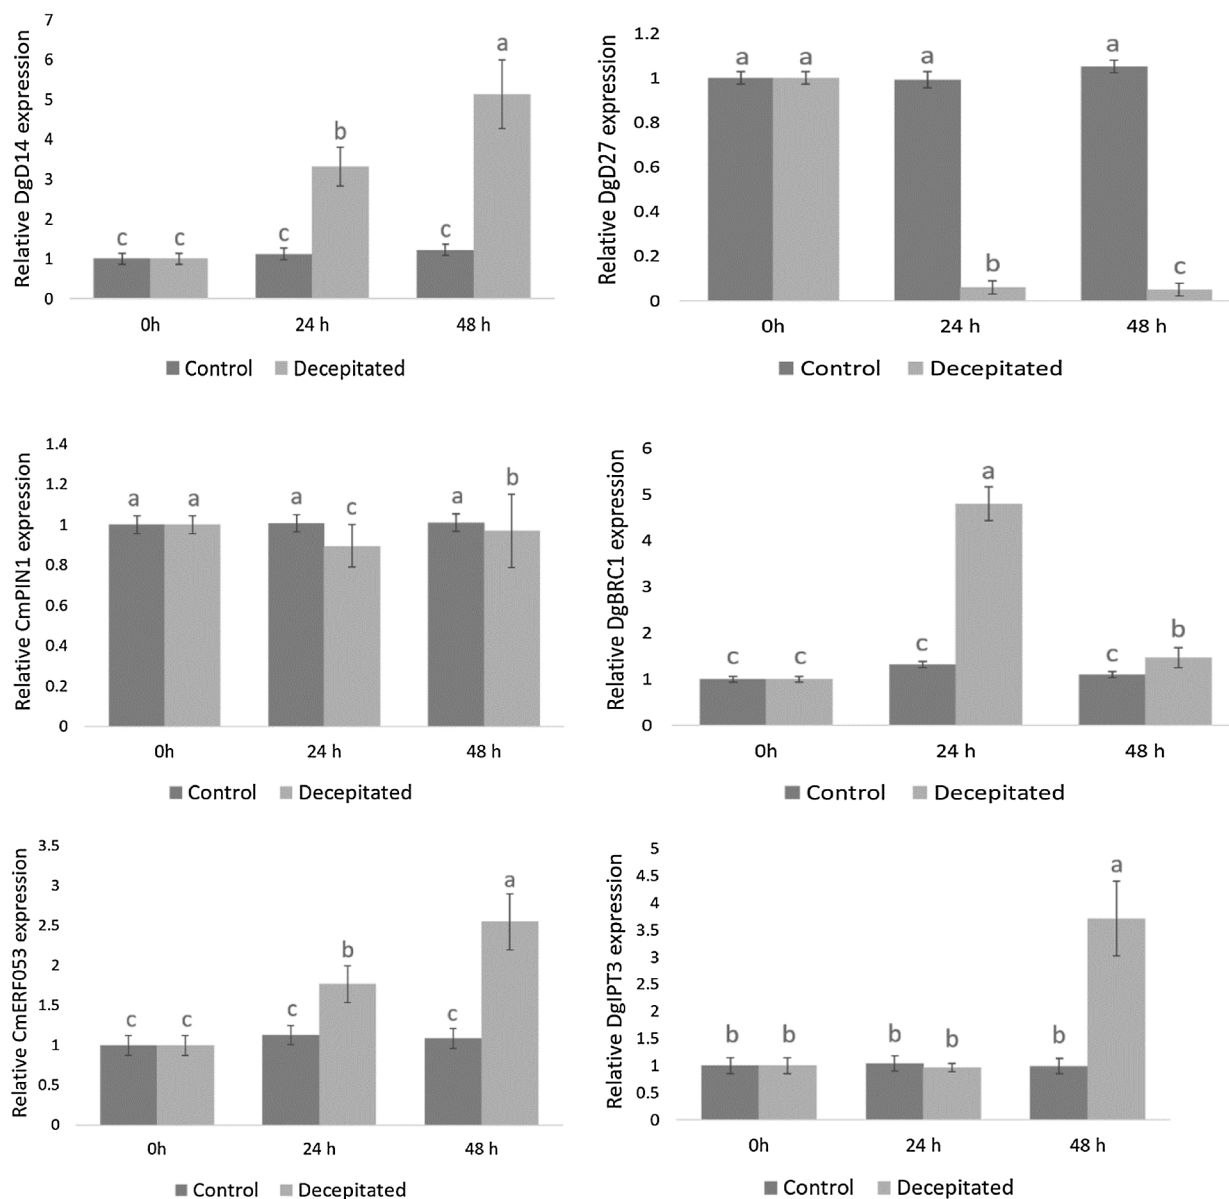 Relative DgD14 expression
7
6
5
4
3
2
1
0
c c c b c a
0h 24 h 48 h
Control Decepitated
Relative DgD27 expression
1.2
1
0.8
0.6
0.4
0.2
0
a a a b a c
0h 24 h 48 h
Control Decepitated
Relative CmPIN1 expression
1.4
1.2
1
0.8
0.6
0.4
0.2
0
a a a c a b
0h 24 h 48 h
Control Decepitated
Relative DgBRC1 expression
6
5
4
3
2
1
0
c c c a c b
0h 24 h 48 h
Control Decepitated
Relative CmERF053 expression
3.5
3
2.5
2
1.5
1
0.5
0
c c c b c a
0h 24 h 48 h
Control Decepitated
Relative DgIPT3 expression
5
4.5
4
3.5
3
2.5
2
1.5
1
0.5
0
b b b b b a
0h 24 h 48 h
Control Decepitated